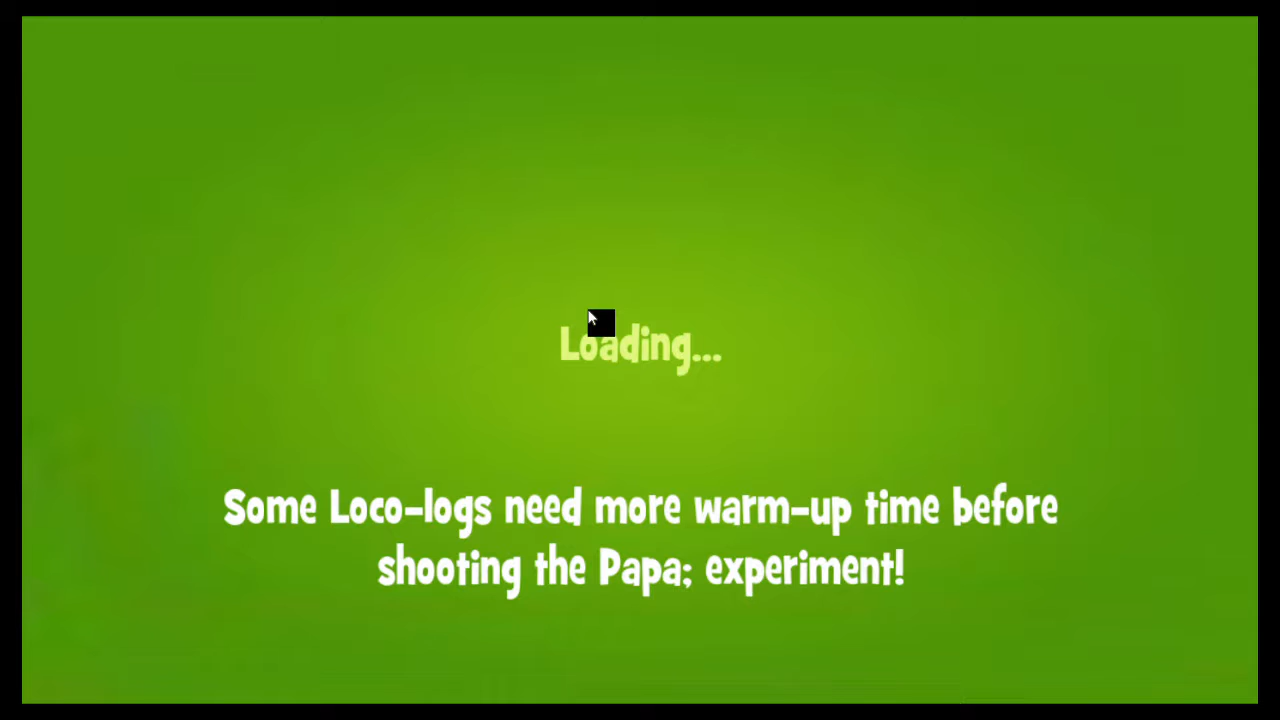 Loading...
Some Loco-logs need more warm-up time before
shooting the Papa; experiment!